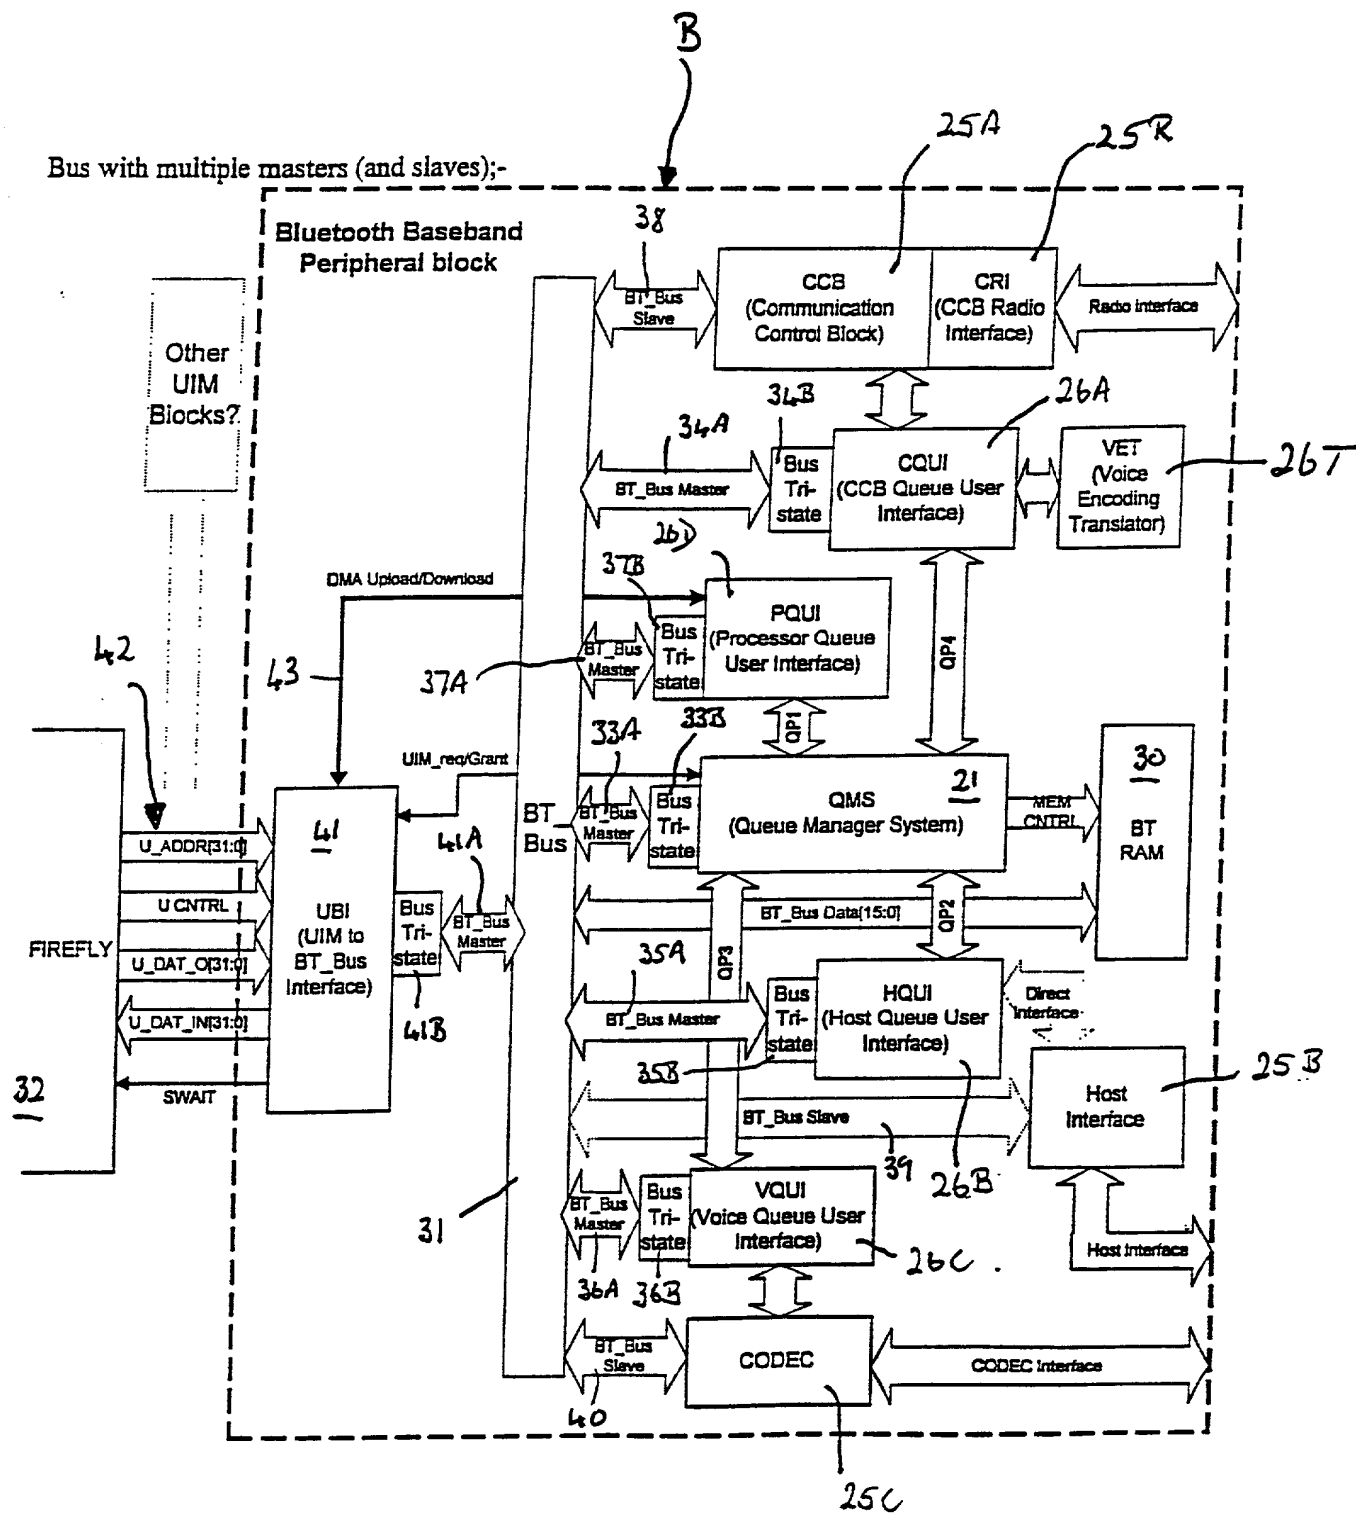 B
25A
25R
Bus with multiple masters (and slaves);-
Bluetooth Baseband
Peripheral block
38
BT_Bus
Slave
CCB
(Communication
Control Block)
CRI
(CCB Radio
Interface)
Radio Interface
Other
UIM
Blocks?
34A
34B
26A
BT_Bus Master
Bus
Tri-
state
CQUI
(CCB Queue User
Interface)
VET
(Voice
Encoding
Translator)
26T
26D
DMA Upload/Download
37B
PQUI
(Processor Queue
User Interface)
Bus
Tri-
state
BT_Bus
Master
37A
QP4
42
43
QP1
33A
33B
UIM_req/Grant
BT_
Bus
BT_Bus
Master
Bus
Tri-
state
QMS
21
(Queue Manager System)
MEM
CNTRL
30
BT
RAM
41
U_ADDR[31:0]
41A
U CNTRL
UBI
(UIM to
BT_Bus
Interface)
Bus
Tri-
state
BT_Bus
Master
BT_Bus Data[15:0]
QP2
QP3
FIREFLY
U_DAT_O[31:0]
U_DAT_IN[31:0]
41B
35A
BT_Bus Master
Bus
Tri-
state
HQUI
(Host Queue User
Interface)
Direct
Interface
35B
32
SWAIT
Host
Interface
25B
BT_Bus Slave
39
26B
31
BT_Bus
Master
Bus
Tri-
state
VQUI
(Voice Queue User
Interface)
26C
Host Interface
36A
36B
BT_Bus
Slave
CODEC
CODEC Interface
40
25C